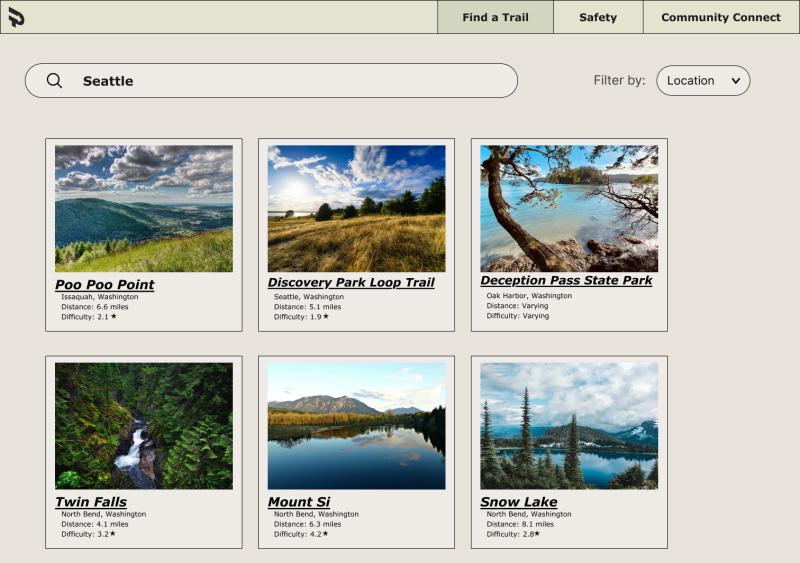 Find a Trail
Safety
Community Connect
Seattle
Filter by:
Location
Poo Poo Point
Issaquah, Washington
Distance: 6.6 miles
Difficulty: 2.1 ★
Discovery Park Loop Trail
Seattle, Washington
Distance: 5.1 miles
Difficulty: 1.9 ★
Deception Pass State Park
Oak Harbor, Washington
Distance: Varying
Difficulty: Varying
Twin Falls
North Bend, Washington
Distance: 4.1 miles
Difficulty: 3.2 ★
Mount Si
North Bend, Washington
Distance: 6.3 miles
Difficulty: 4.2 ★
Snow Lake
North Bend, Washington
Distance: 8.1 miles
Difficulty: 2.8 ★